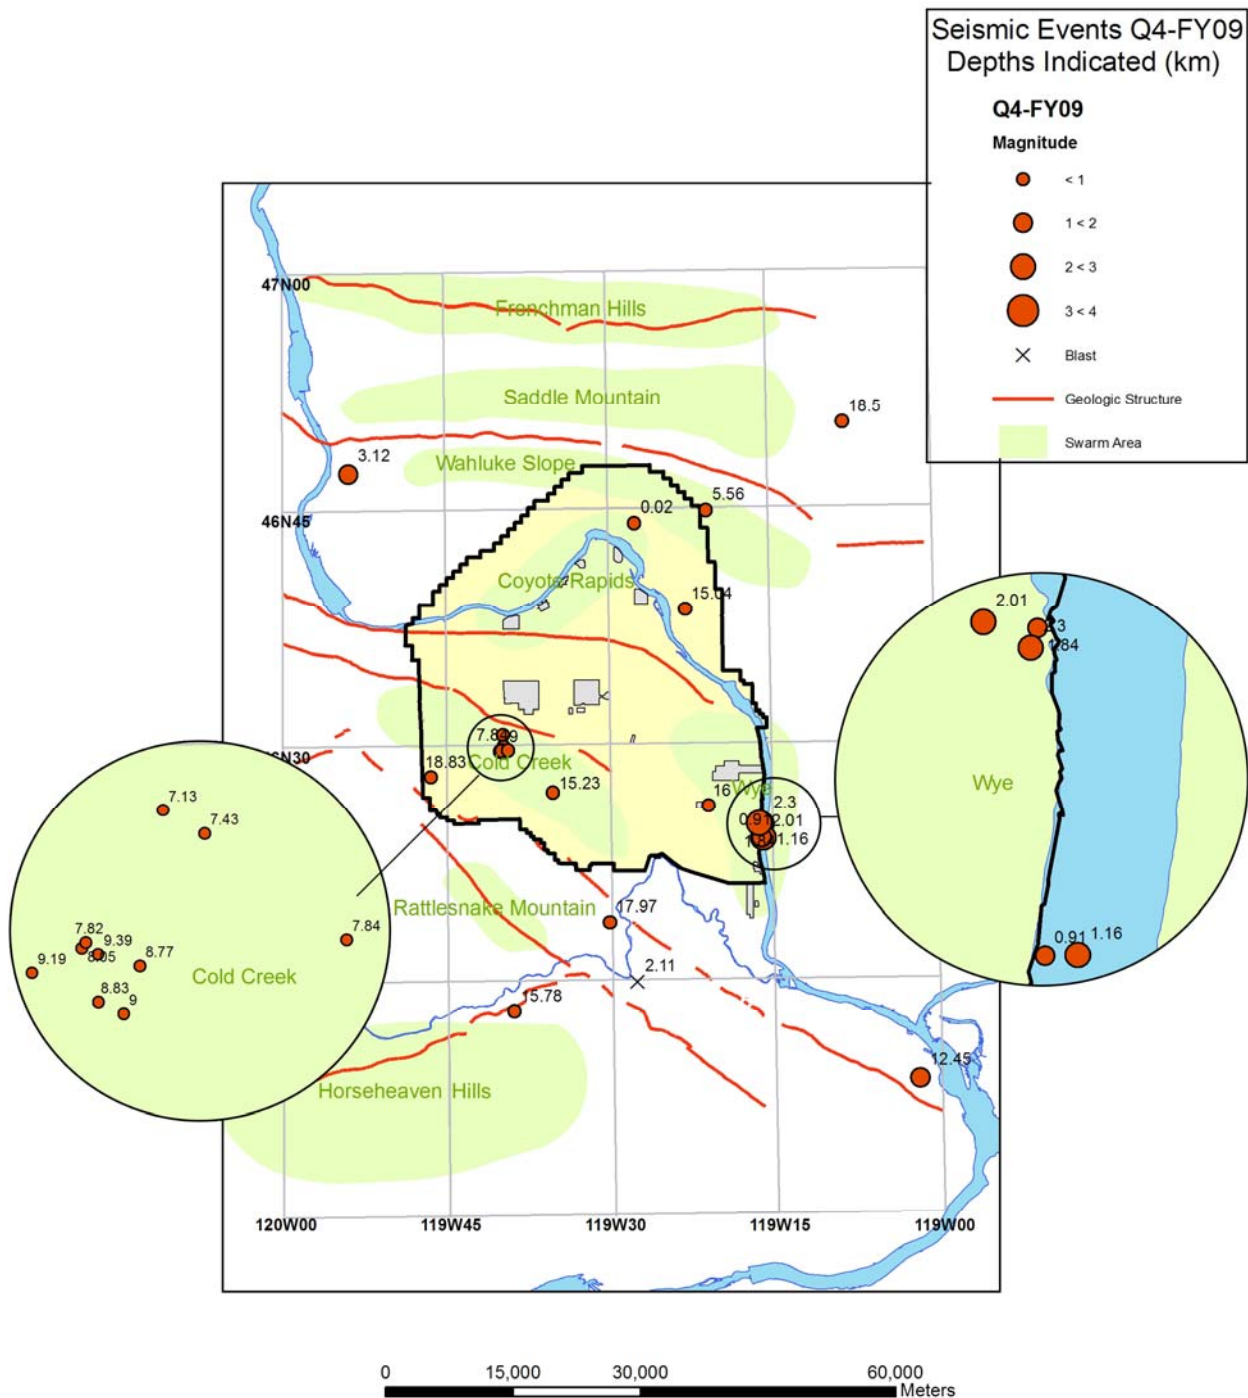 Seismic Events Q4-FY09
Depths Indicated (km)
Q4-FY09
Magnitude
< 1
1 < 2
2 < 3
3 < 4
Blast
Geologic Structure
Swarm Area
47N00
Frenchman Hills
Saddle Mountain
18.5
3.12
Wahluke Slope
5.56
0.02
46N45
Coyote Rapids
15.04
2.01
1.84
Wye
0.91
1.16
7.13
7.43
7.84
7.82
9.39
8.05
8.77
9.19
Cold Creek
8.83
9
Cold Creek
18.83
15.23
16
Wye
2.3
2.01
1.16
Rattlesnake Mountain
17.97
2.11
15.78
12.45
Horseheaven Hills
120W00
119W45
119W30
119W15
119W00
0
15,000
30,000
60,000
Meters